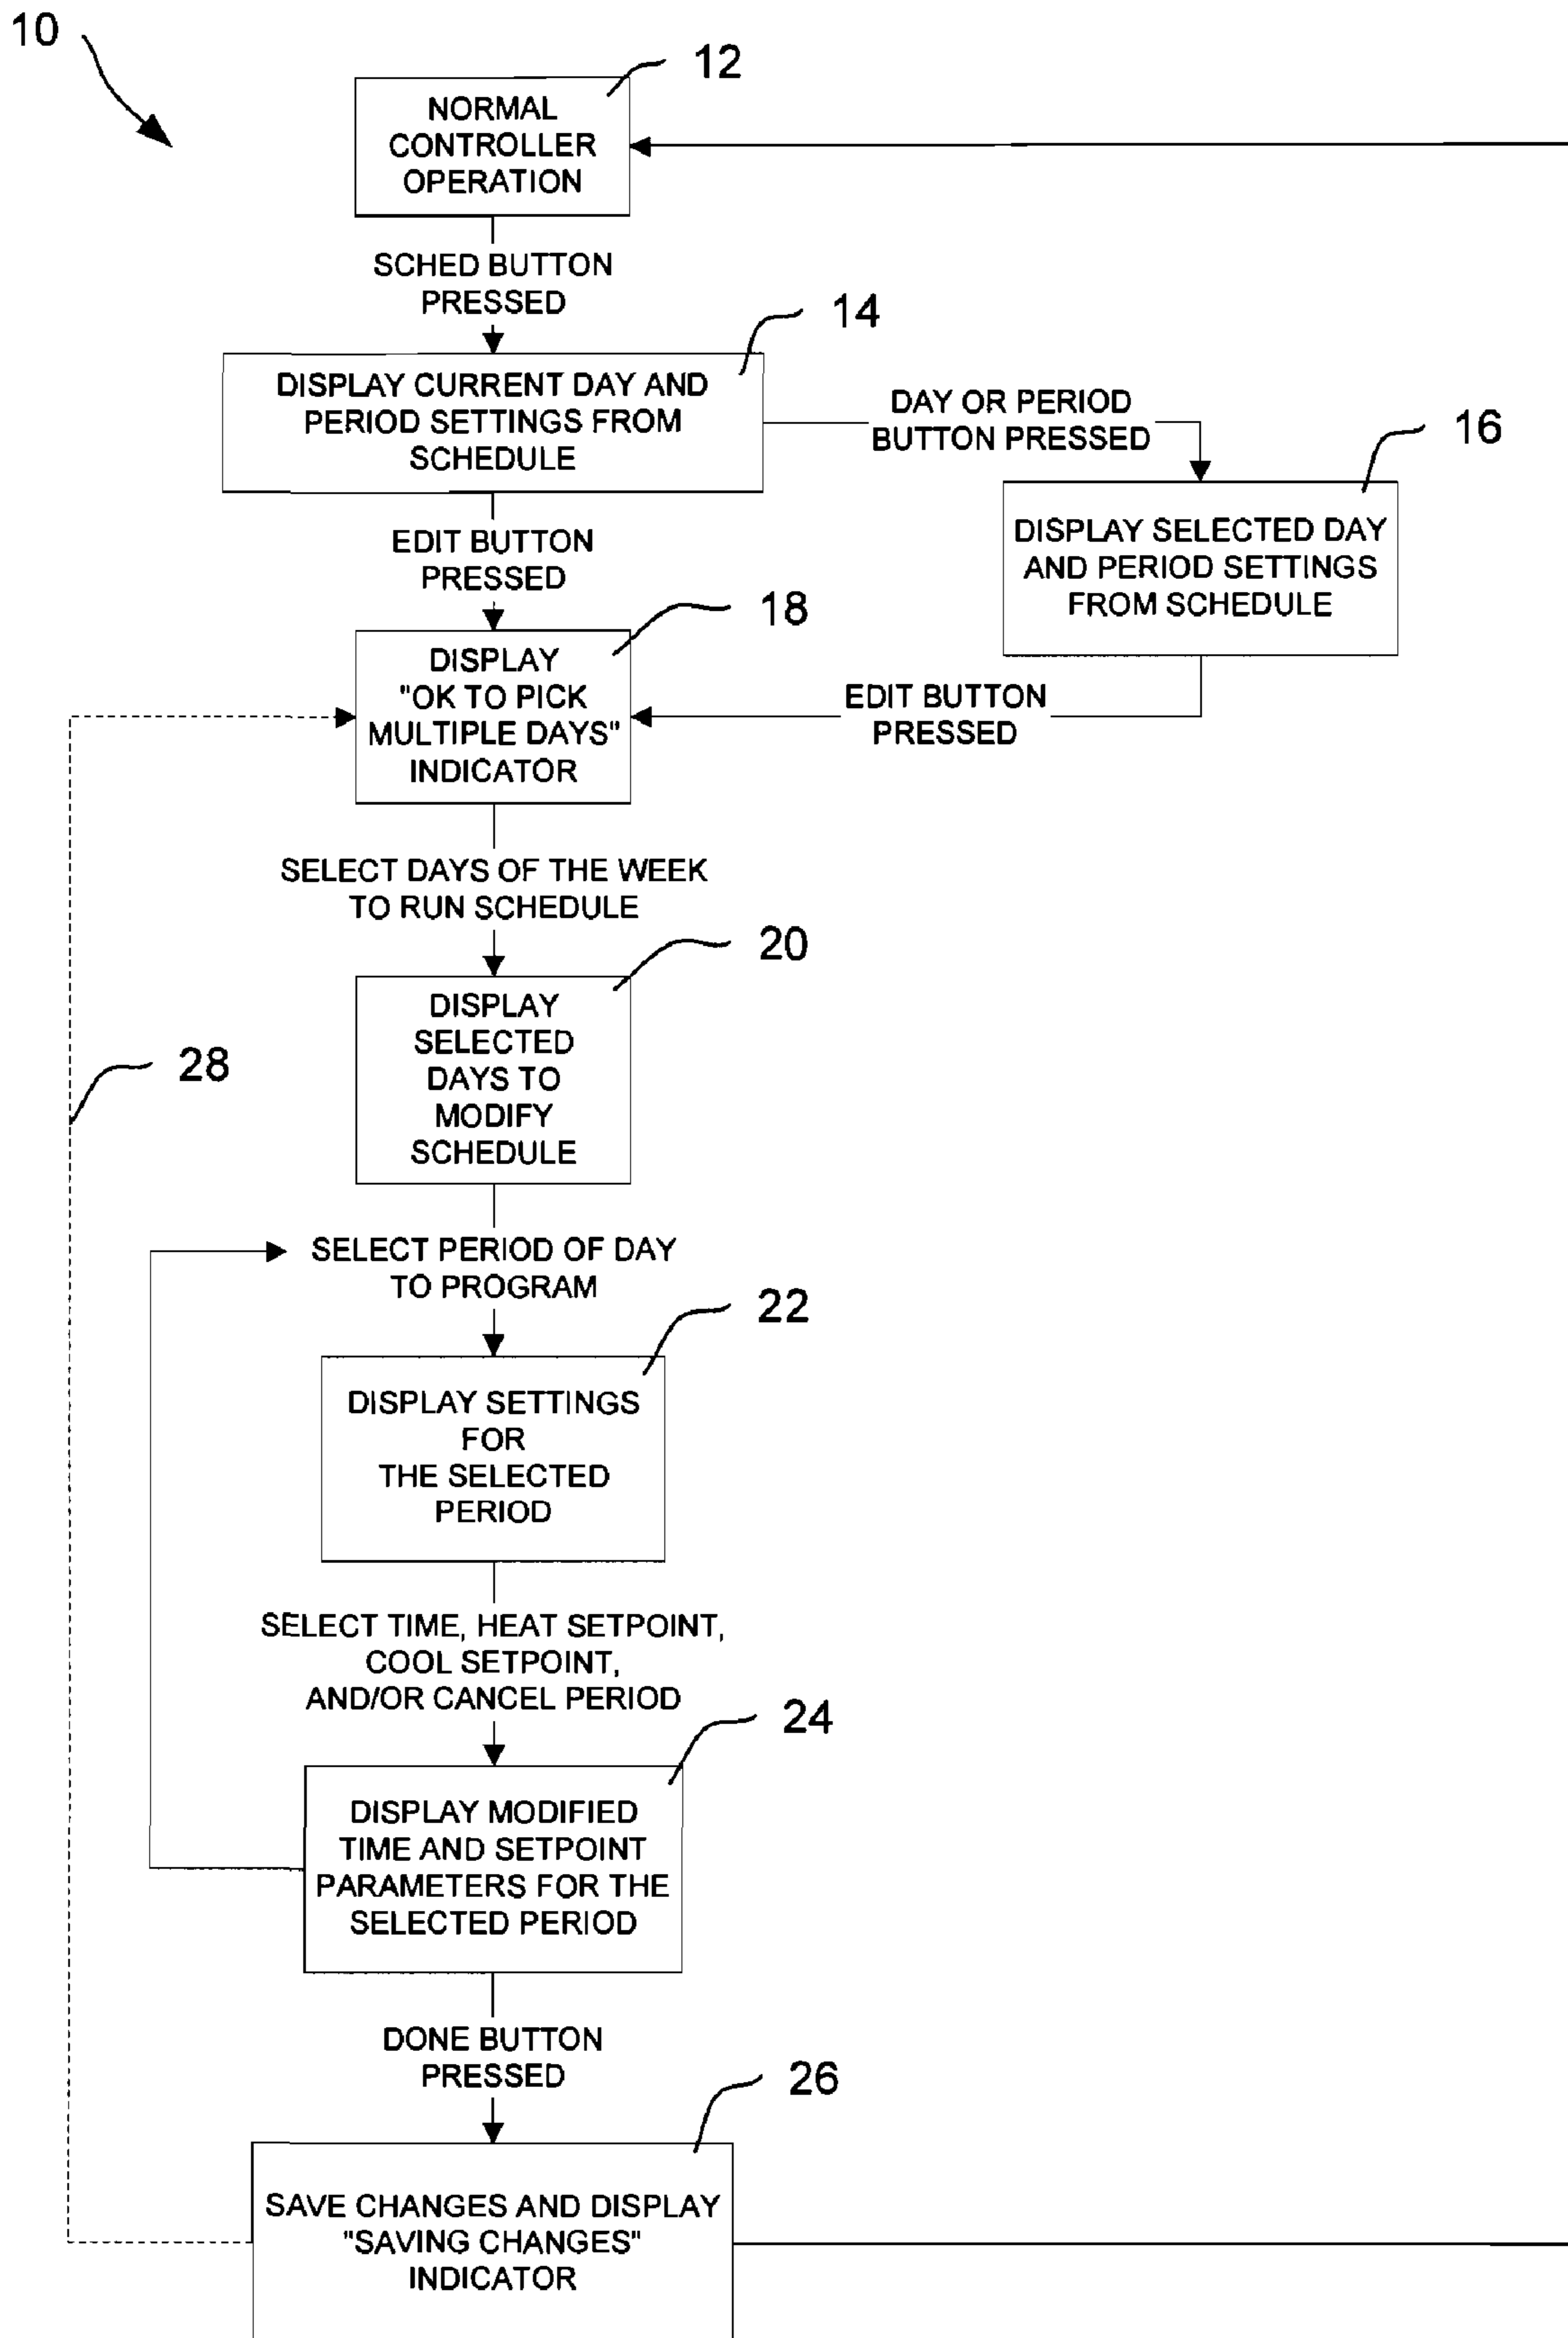 10
12
NORMAL
CONTROLLER
OPERATION
SCHED BUTTON
PRESSED
14
DISPLAY CURRENT DAY AND
PERIOD SETTINGS FROM
SCHEDULE
DAY OR PERIOD
BUTTON PRESSED
16
DISPLAY SELECTED DAY
AND PERIOD SETTINGS
FROM SCHEDULE
EDIT BUTTON
PRESSED
18
DISPLAY
"OK TO PICK
MULTIPLE DAYS"
INDICATOR
EDIT BUTTON
PRESSED
SELECT DAYS OF THE WEEK
TO RUN SCHEDULE
20
DISPLAY
SELECTED
DAYS TO
MODIFY
SCHEDULE
28
SELECT PERIOD OF DAY
TO PROGRAM
22
DISPLAY SETTINGS
FOR
THE SELECTED
PERIOD
SELECT TIME, HEAT SETPOINT,
COOL SETPOINT,
AND/OR CANCEL PERIOD
24
DISPLAY MODIFIED
TIME AND SETPOINT
PARAMETERS FOR THE
SELECTED PERIOD
DONE BUTTON
PRESSED
26
SAVE CHANGES AND DISPLAY
"SAVING CHANGES"
INDICATOR